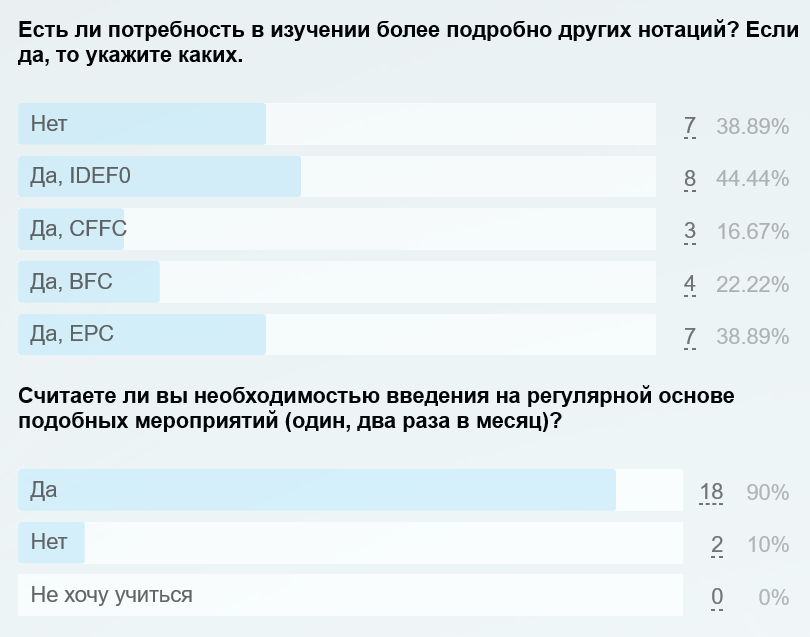 Есть ли потребность в изучении более подробно других нотаций? Если
да, то укажите каких.
Нет 7 38.89%
Да, IDEF0 8 44.44%
Да, CFFC 3 16.67%
Да, BFC 4 22.22%
Да, EPC 7 38.89%
Считаете ли вы необходимостью введения на регулярной основе
подобных мероприятий (один, два раза в месяц)?
Да 18 90%
Нет 2 10%
Не хочу учиться 0 0%